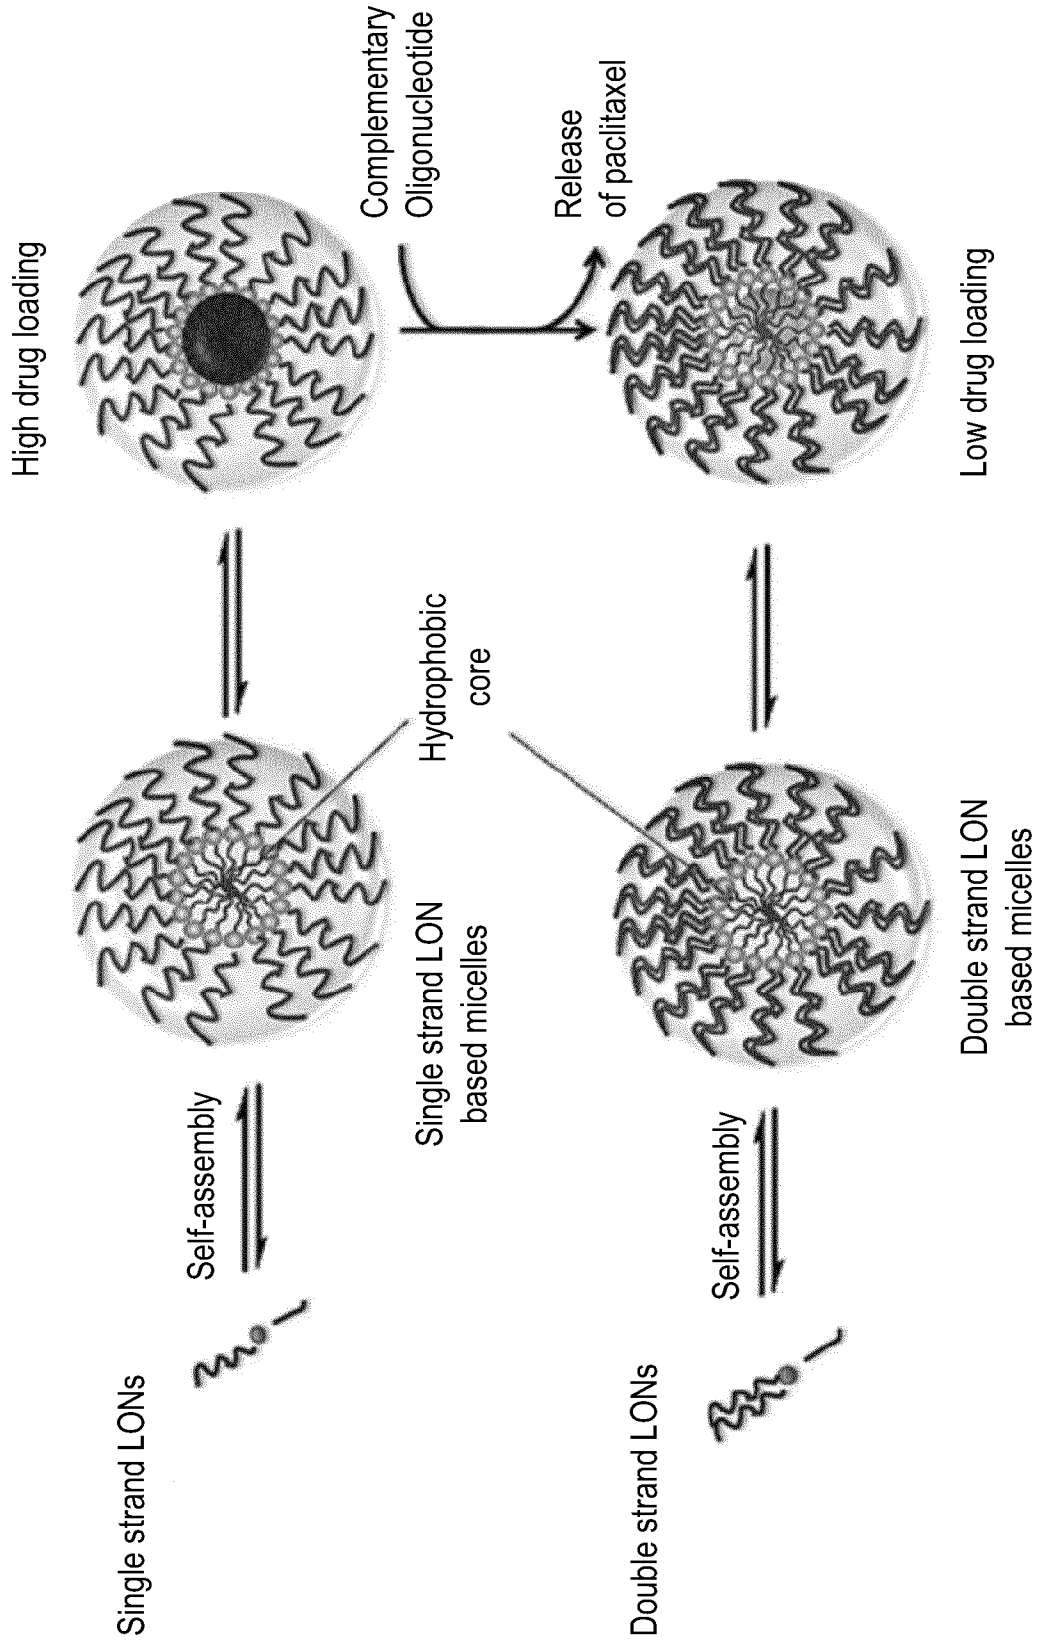 Single strand LONs
Self-assembly
Single strand LON
based micelles
Hydrophobic
core
High drug loading
Complementary
Oligonucleotide
Release
of paclitaxel
Double strand LONs
Self-assembly
Double strand LON
based micelles
Low drug loading